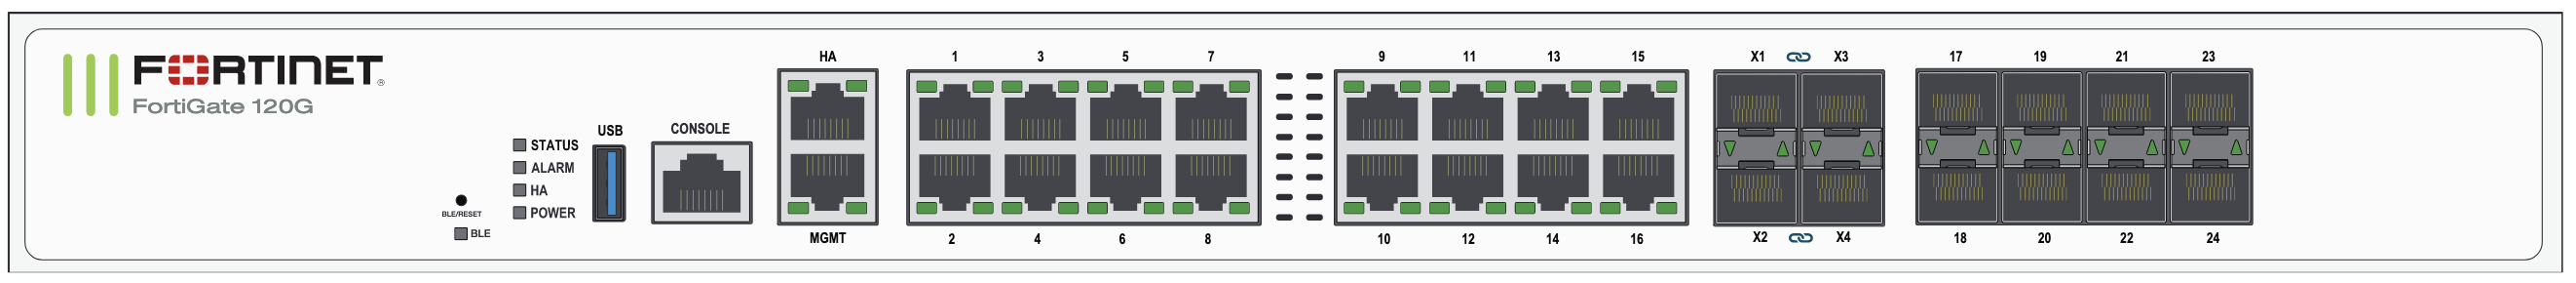 FORTINET®
FortiGate 120G
BLE/RESET
BLE
STATUS
ALARM
HA
POWER
USB
CONSOLE
HA
MGMT
1 3 5 7
2 4 6 8
9 11 13 15
10 12 14 16
X1 X3
X2 X4
17 19 21 23
18 20 22 24